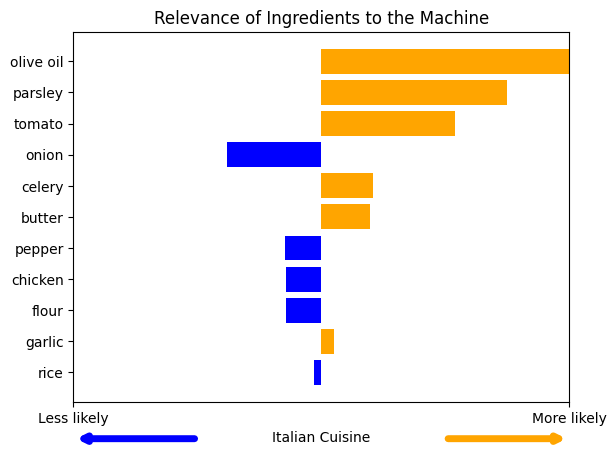 Relevance of Ingredients to the Machine
olive oil
parsley
tomato
onion
celery
butter
pepper
chicken
flour
garlic
rice
Less likely
More likely
Italian Cuisine